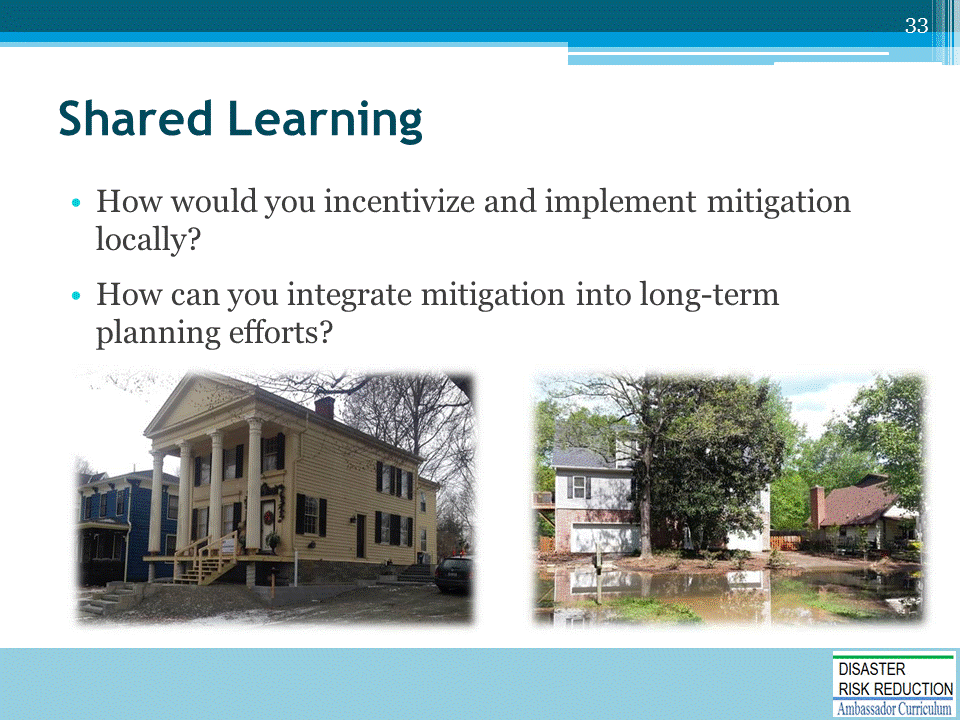 33
Shared Learning
• How would you incentivize and implement mitigation
locally?
• How can you integrate mitigation into long-term
planning efforts?
DISASTER
RISK REDUCTION
Ambassador Curriculum